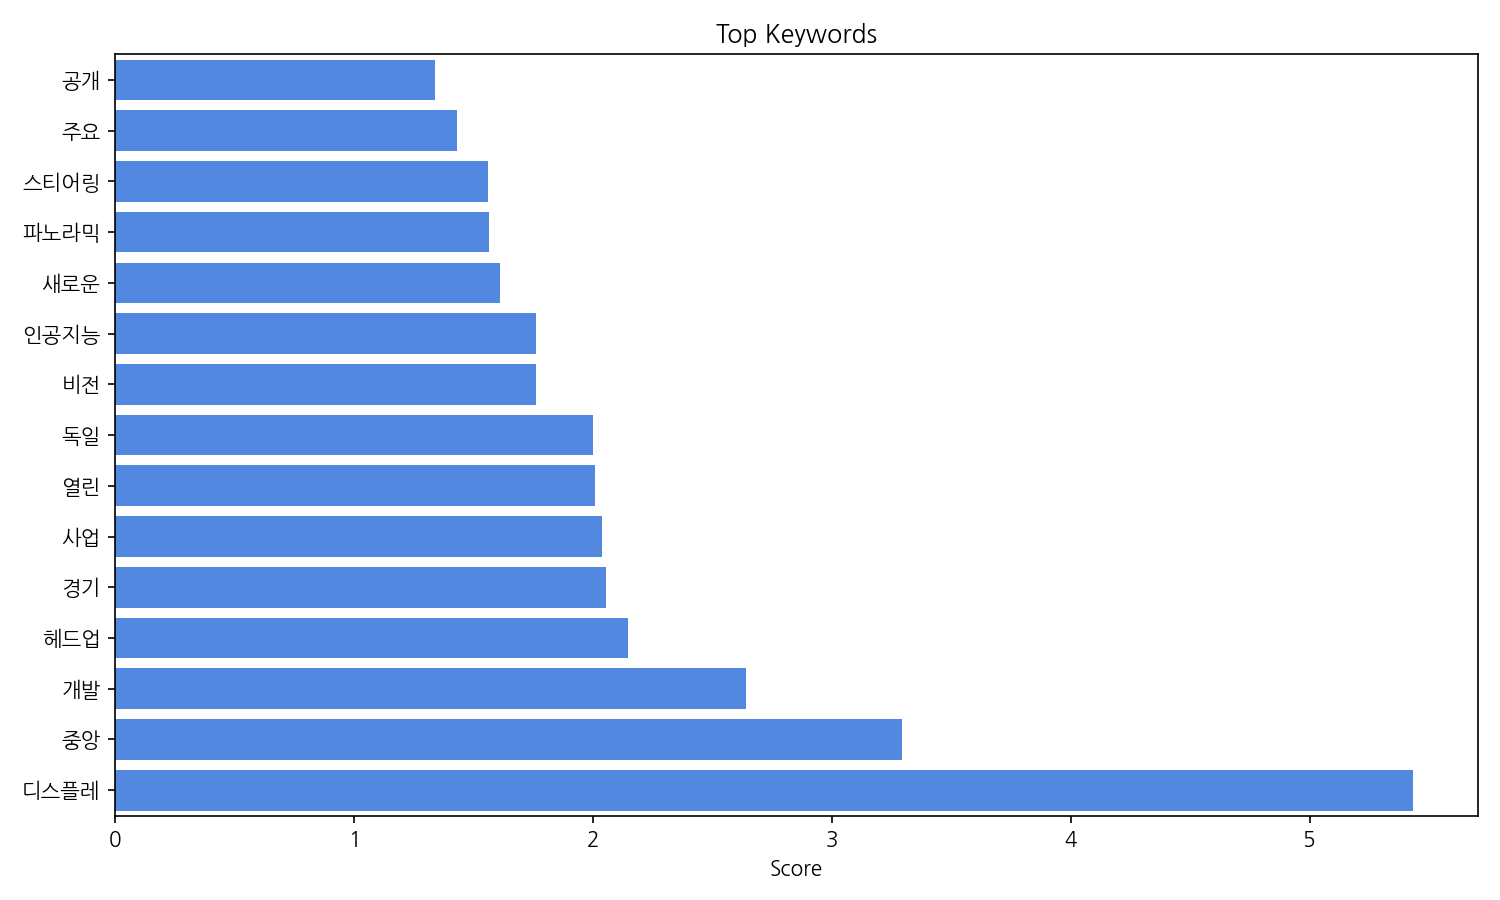 Top Keywords
공개
주요
스티어링
파노라믹
새로운
인공지능
비전
독일
열린
사업
경기
헤드업
개발
중앙
디스플레
0 1 2 3 4 5
Score